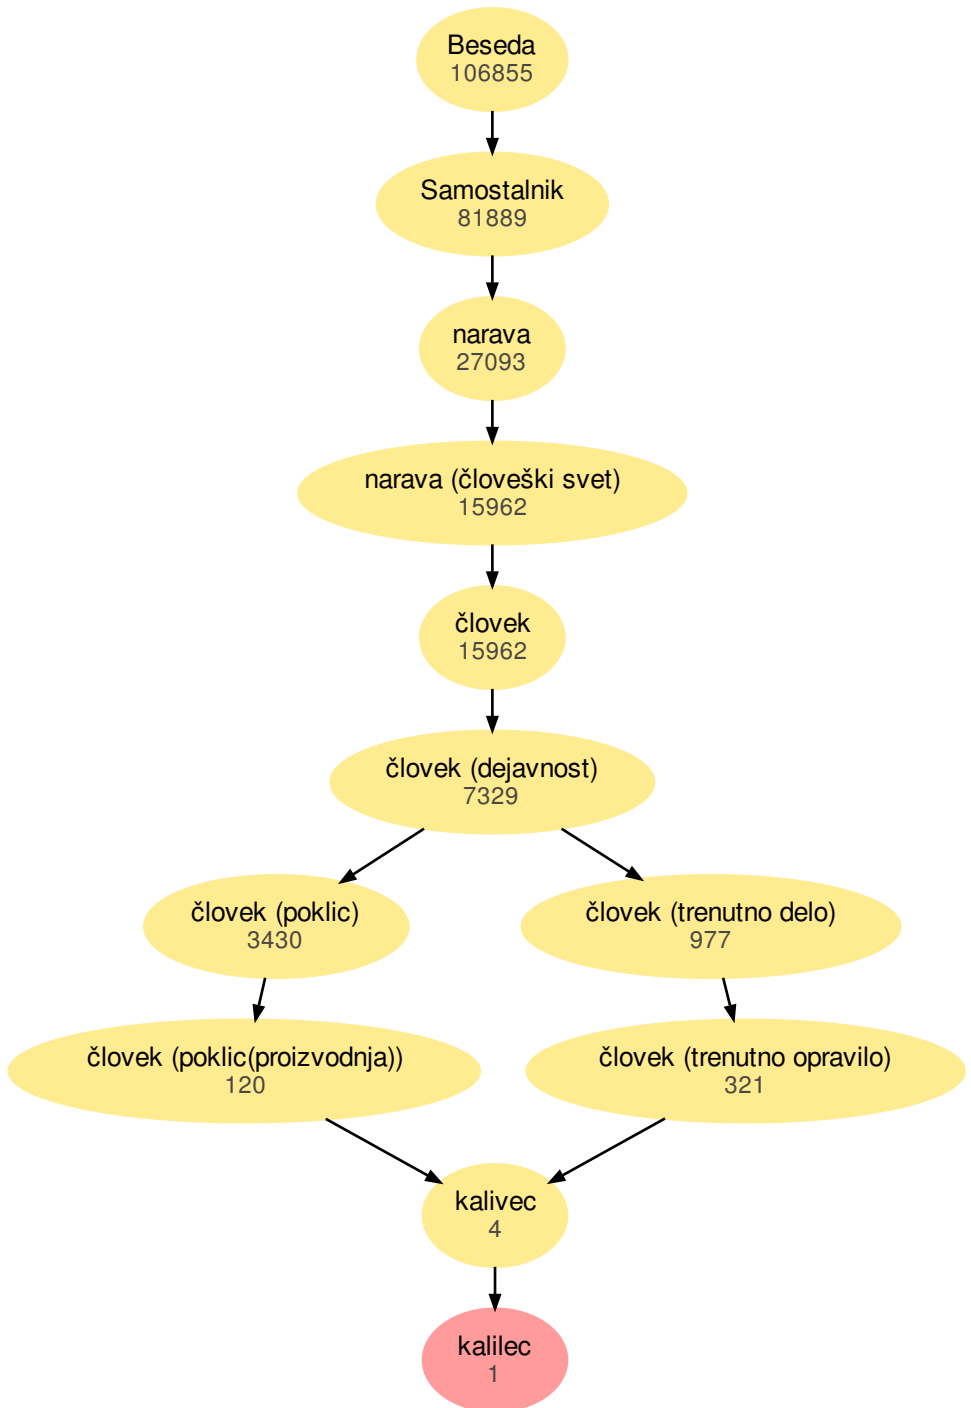 Beseda
106855
Samostalnik
81889
narava
27093
narava (človeški svet)
15962
človek
15962
človek (dejavnost)
7329
človek (poklic)
3430
človek (trenutno delo)
977
človek (poklic(proizvodnja))
120
človek (trenutno opravilo)
321
kalivec
4
kalilec
1